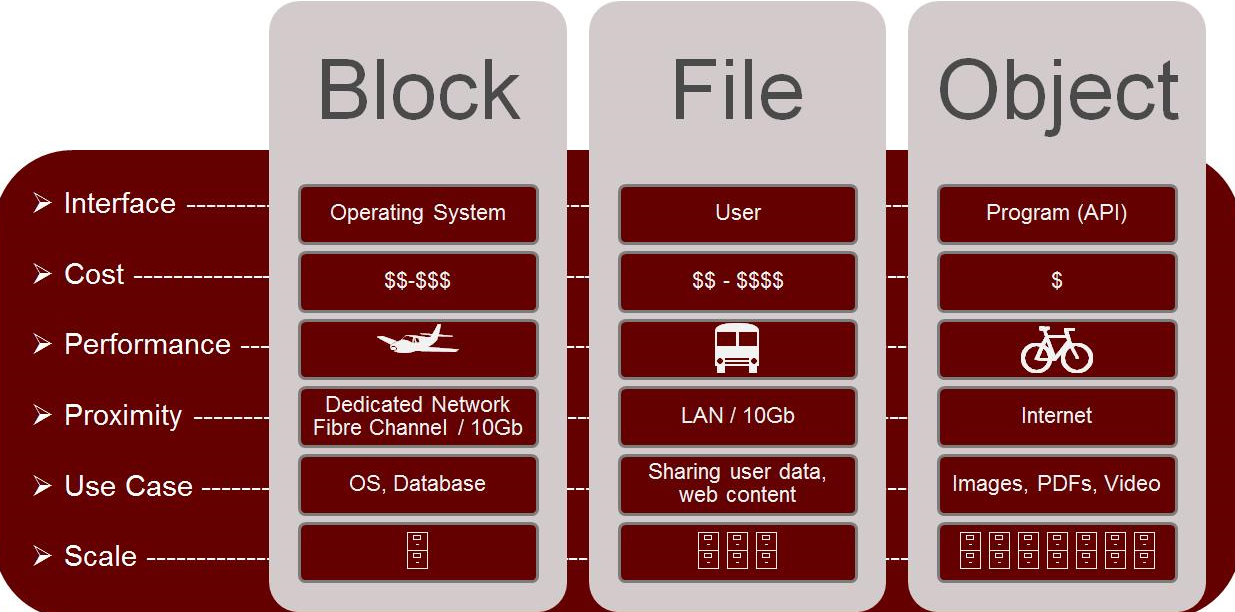 Block File Object
Interface Operating System User Program (API)
Cost $$-$$$ $$ - $$$$ $
Performance
Proximity Dedicated Network
Fibre Channel / 10Gb LAN / 10Gb Internet
Use Case OS, Database Sharing user data,
web content Images, PDFs, Video
Scale